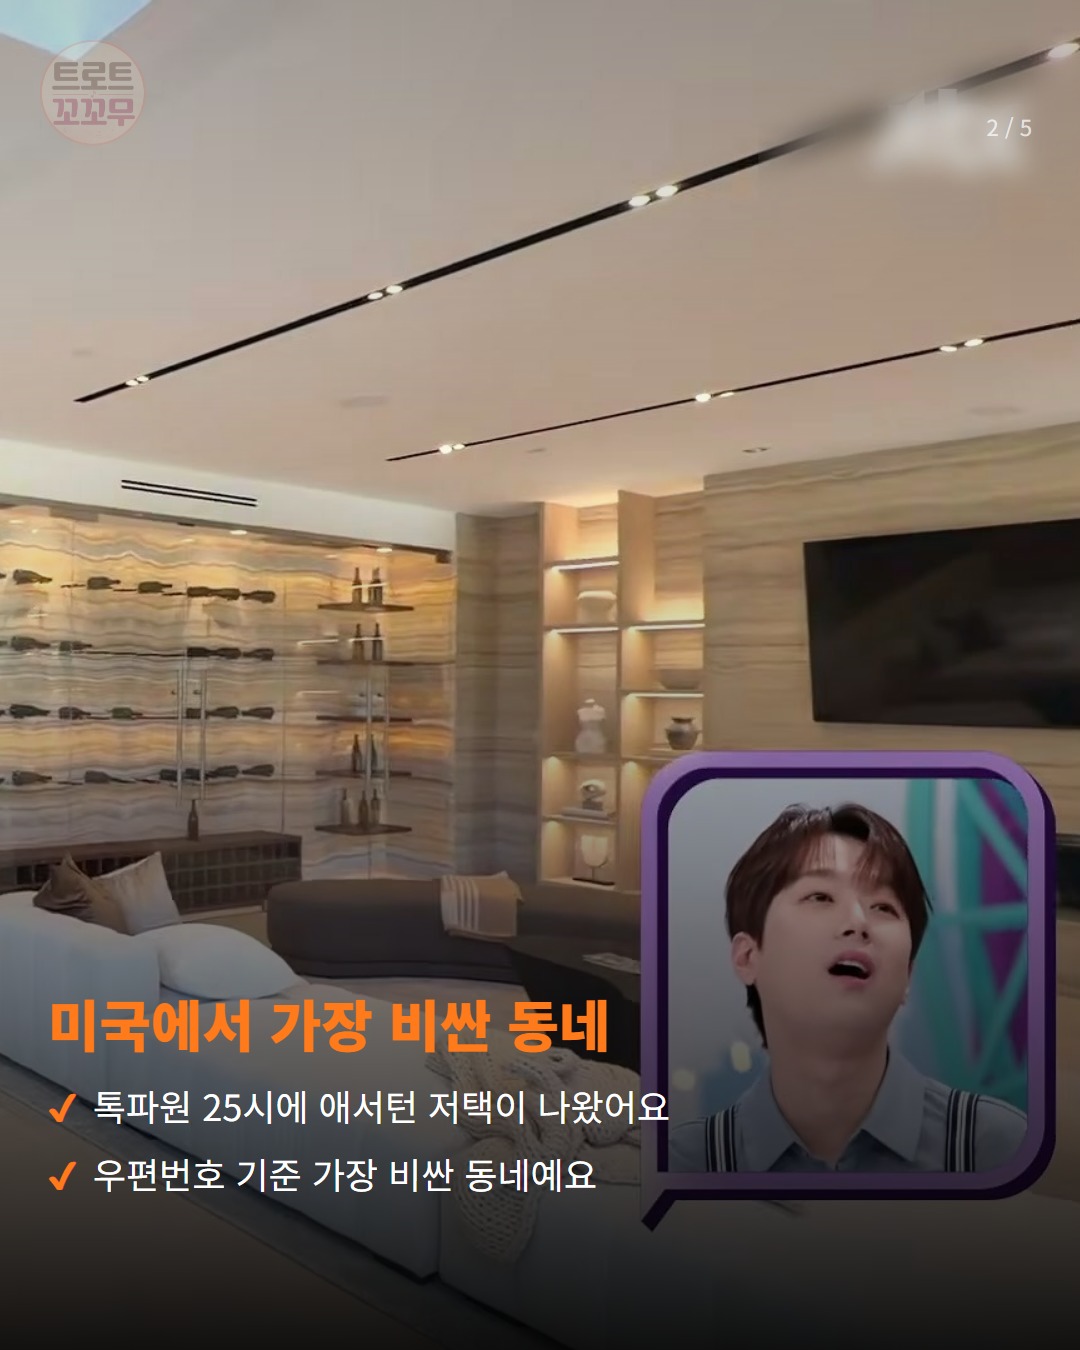 트로트
꼬꼬무
2 / 5
미국에서 가장 비싼 동네
✔ 톡파원 25시에 애서턴 저택이 나왔어요
✔ 우편번호 기준 가장 비싼 동네예요